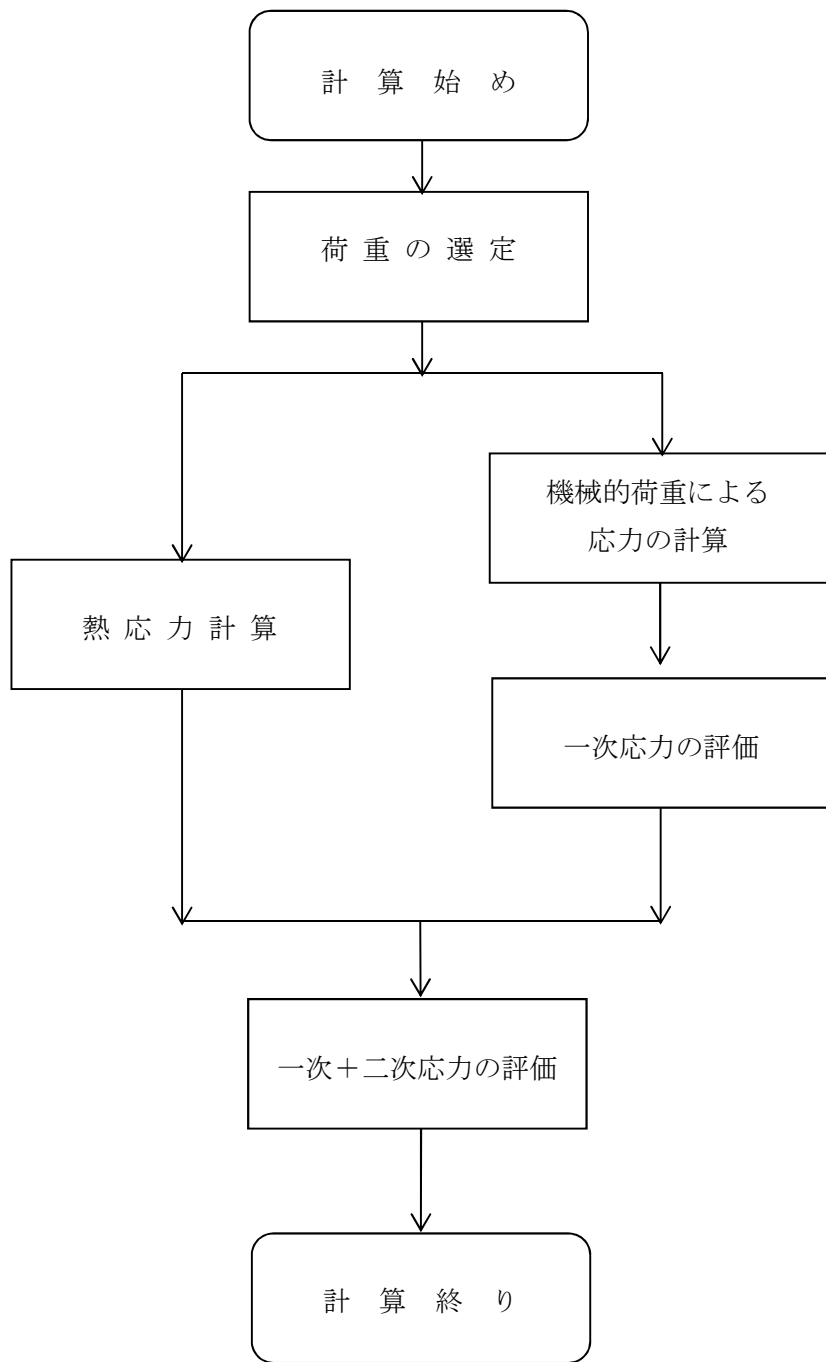 計算始め
荷重の選定
機械的荷重による
応力の計算
熱応力計算
一次応力の評価
一次＋二次応力の評価
計算終り